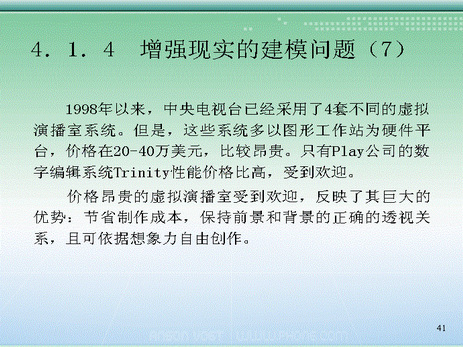 4．1．4　增强现实的建模问题（7）
1998年以来，中央电视台已经采用了4套不同的虚拟
演播室系统。但是，这些系统多以图形工作站为硬件平
台，价格在20-40万美元，比较昂贵。只有Play公司的数
字编辑系统Trinity性能价格比高，受到欢迎。
价格昂贵的虚拟演播室受到欢迎，反映了其巨大的
优势：节省制作成本，保持前景和背景的正确的透视关
系，且可依据想象力自由创作。
41